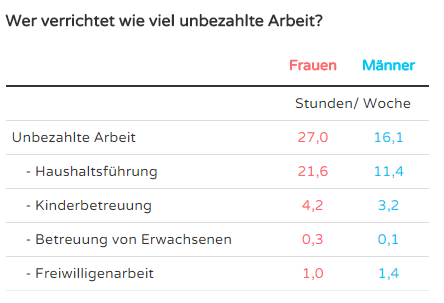 Wer verrichtet wie viel unbezahlte Arbeit?
Frauen Männer
Stunden/ Woche
Unbezahlte Arbeit 27,0 16,1
- Haushaltsführung 21,6 11,4
- Kinderbetreuung 4,2 3,2
- Betreuung von Erwachsenen 0,3 0,1
- Freiwilligenarbeit 1,0 1,4